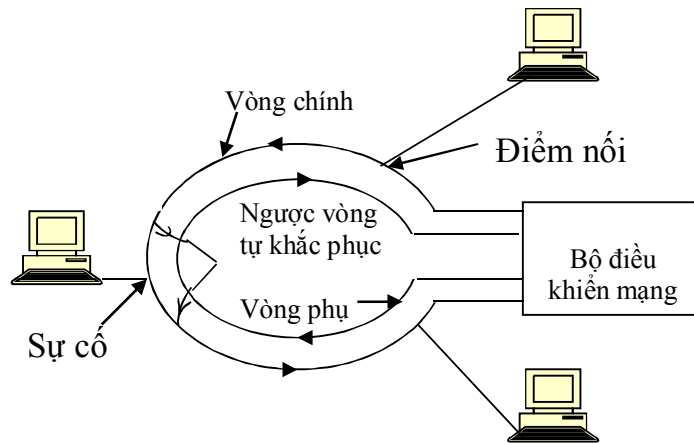 Vòng chính
Điểm nối
Ngược vòng
tự khắc phục
Bộ điều
khiển mạng
Vòng phụ
Sự cố